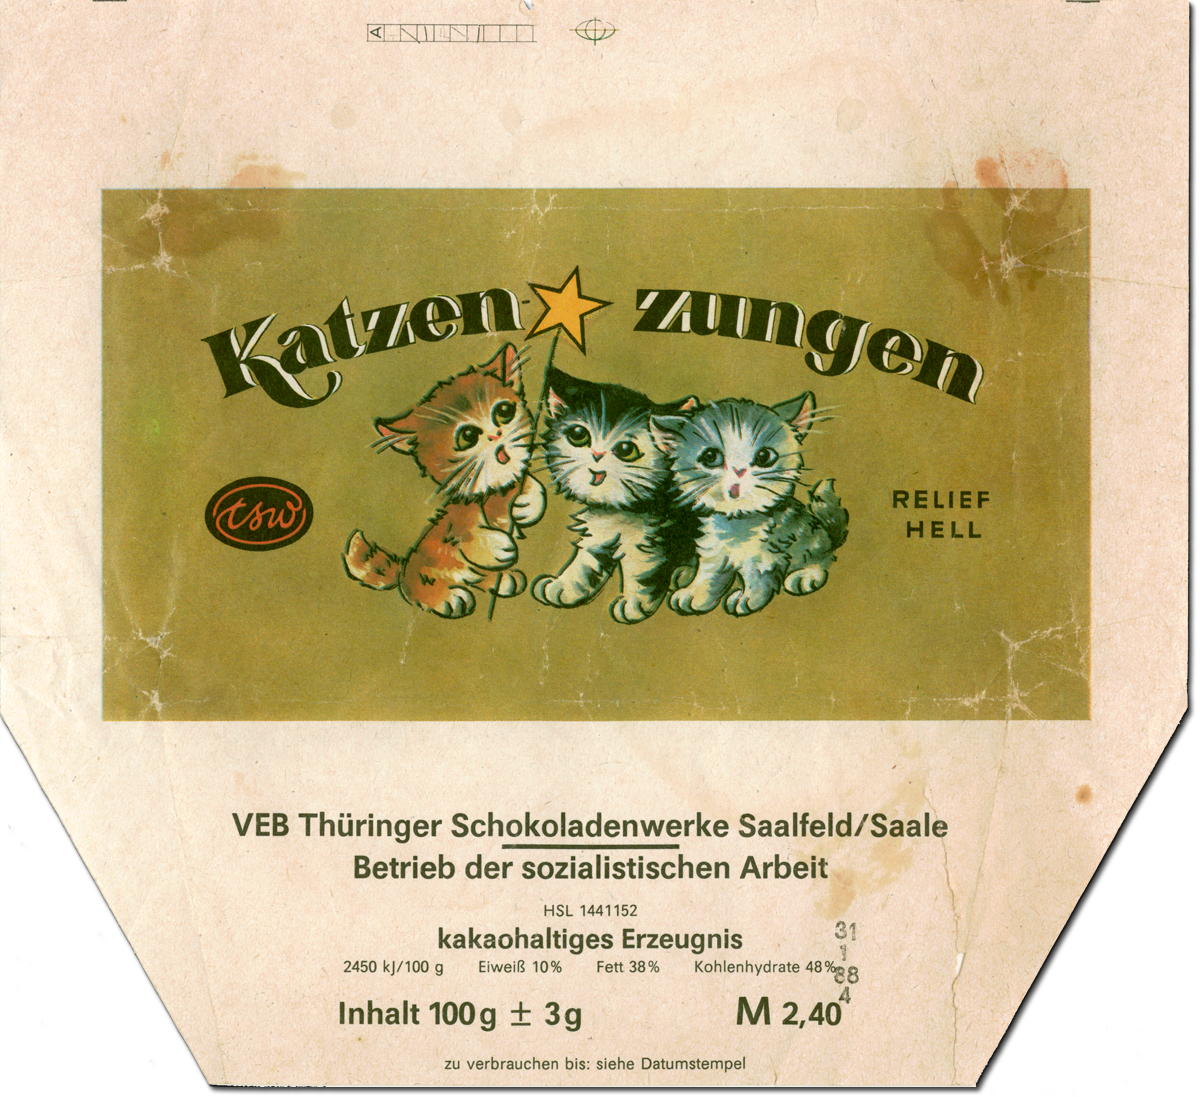 Katzen-zungen
tsw
RELIEF
HELL
VEB Thüringer Schokoladenwerke Saalfeld/Saale
Betrieb der sozialistischen Arbeit
HSL 1441152
kakaohaltiges Erzeugnis
2450 kJ/100 g Eiweiß 10% Fett 38% Kohlenhydrate 48%
31
1
88
4
Inhalt 100g ± 3g M 2,40
zu verbrauchen bis: siehe Datumstempel